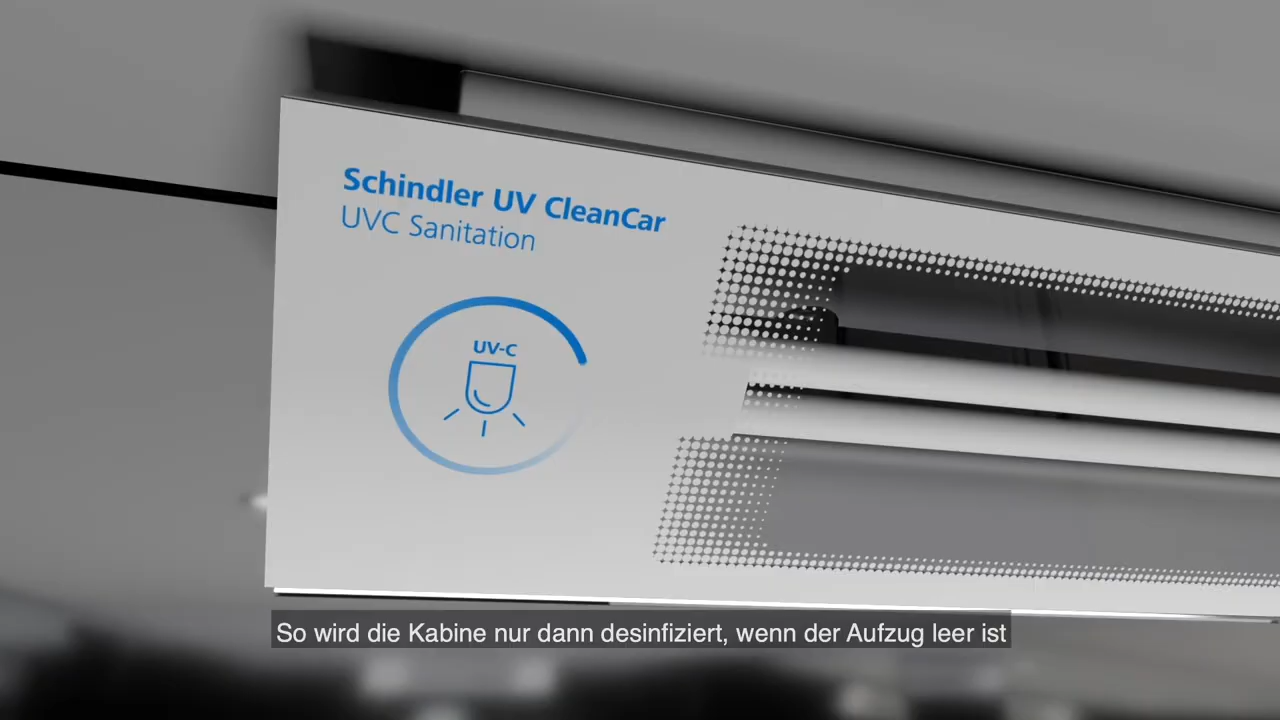 Schindler UV CleanCar
UVC Sanitation
UV-C
So wird die Kabine nur dann desinfiziert, wenn der Aufzug leer ist